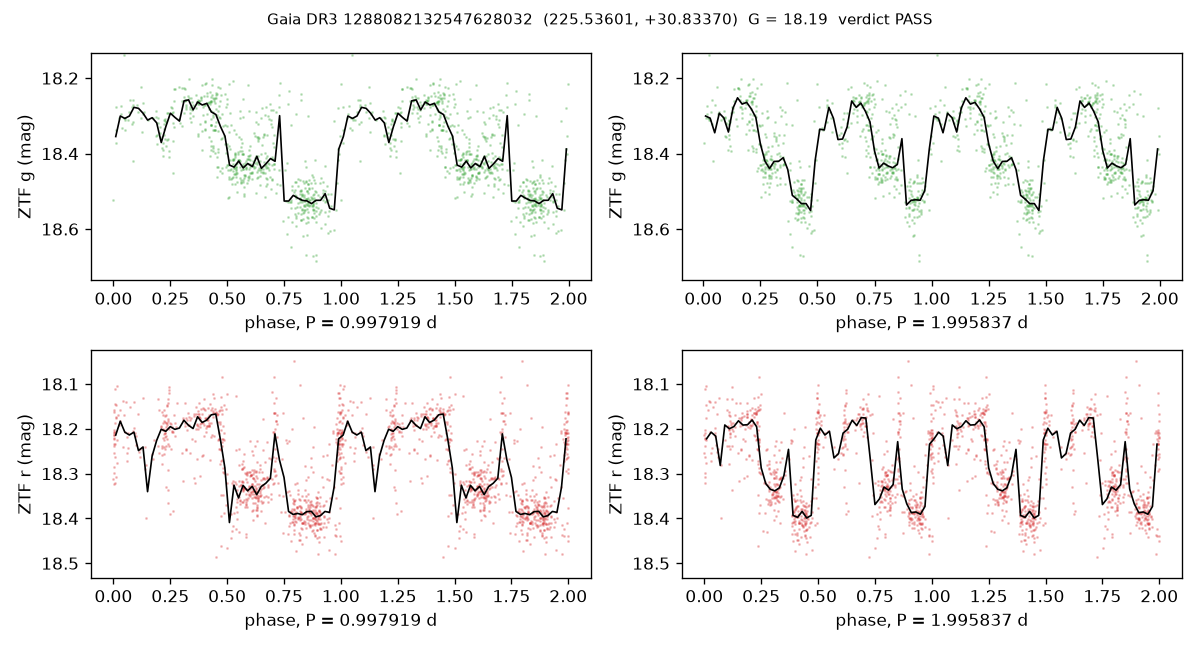 Gaia DR3 1288082132547628032 (225.53601, +30.83370) G = 18.19 verdict PASS
ZTF g (mag)
18.2
18.4
18.6
0.00 0.25 0.50 0.75 1.00 1.25 1.50 1.75 2.00
phase, P = 0.997919 d
ZTF g (mag)
18.2
18.4
18.6
0.00 0.25 0.50 0.75 1.00 1.25 1.50 1.75 2.00
phase, P = 1.995837 d
ZTF r (mag)
18.1
18.2
18.3
18.4
18.5
0.00 0.25 0.50 0.75 1.00 1.25 1.50 1.75 2.00
phase, P = 0.997919 d
ZTF r (mag)
18.1
18.2
18.3
18.4
18.5
0.00 0.25 0.50 0.75 1.00 1.25 1.50 1.75 2.00
phase, P = 1.995837 d